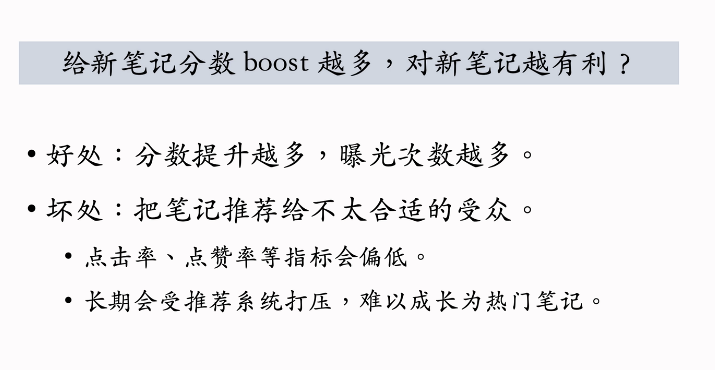 给新笔记分数 boost 越多，对新笔记越有利？
• 好处：分数提升越多，曝光次数越多。
• 坏处：把笔记推荐给不太合适的受众。
• 点击率、点赞率等指标会偏低。
• 长期会受推荐系统打压，难以成长为热门笔记。